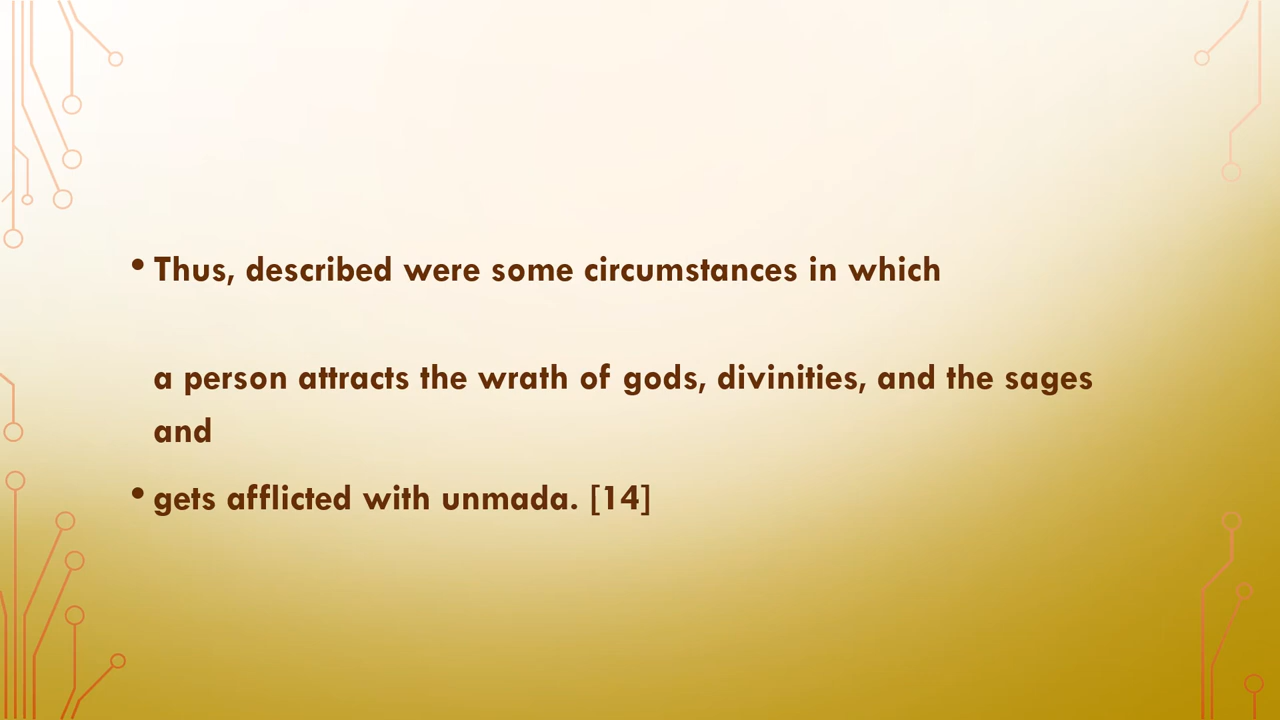 • Thus, described were some circumstances in which
a person attracts the wrath of gods, divinities, and the sages
and
• gets afflicted with unmada. [14]